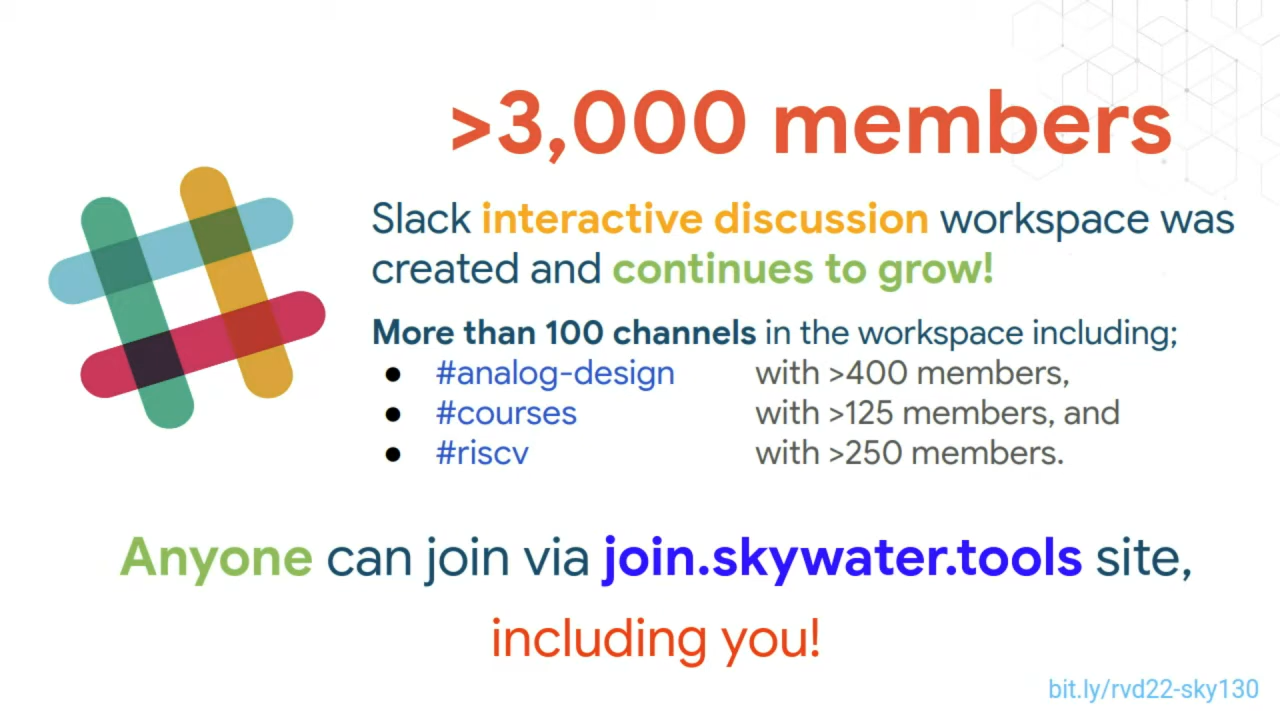 >3,000 members
Slack interactive discussion workspace was
created and continues to grow!
More than 100 channels in the workspace including;
● #analog-design with >400 members,
● #courses with >125 members, and
● #riscv with >250 members.
Anyone can join via join.skywater.tools site,
including you!
bit.ly/rvd22-sky130